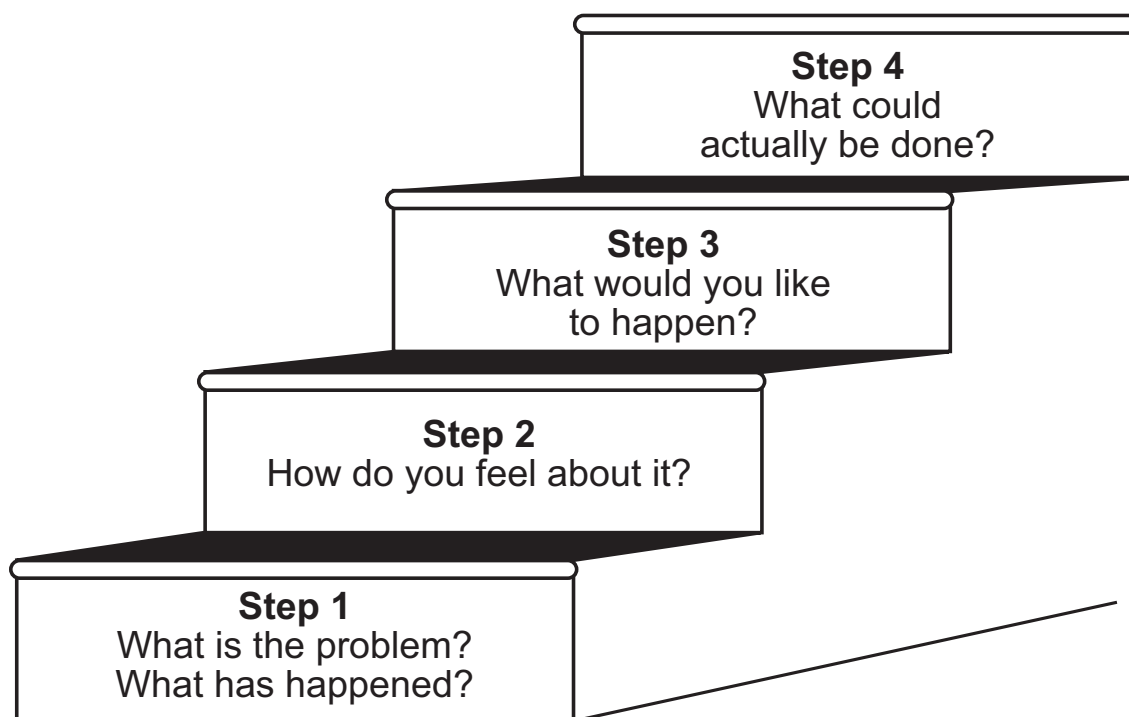 Step 4
What could
actually be done?
Step 3
What would you like
to happen?
Step 2
How do you feel about it?
Step 1
What is the problem?
What has happened?